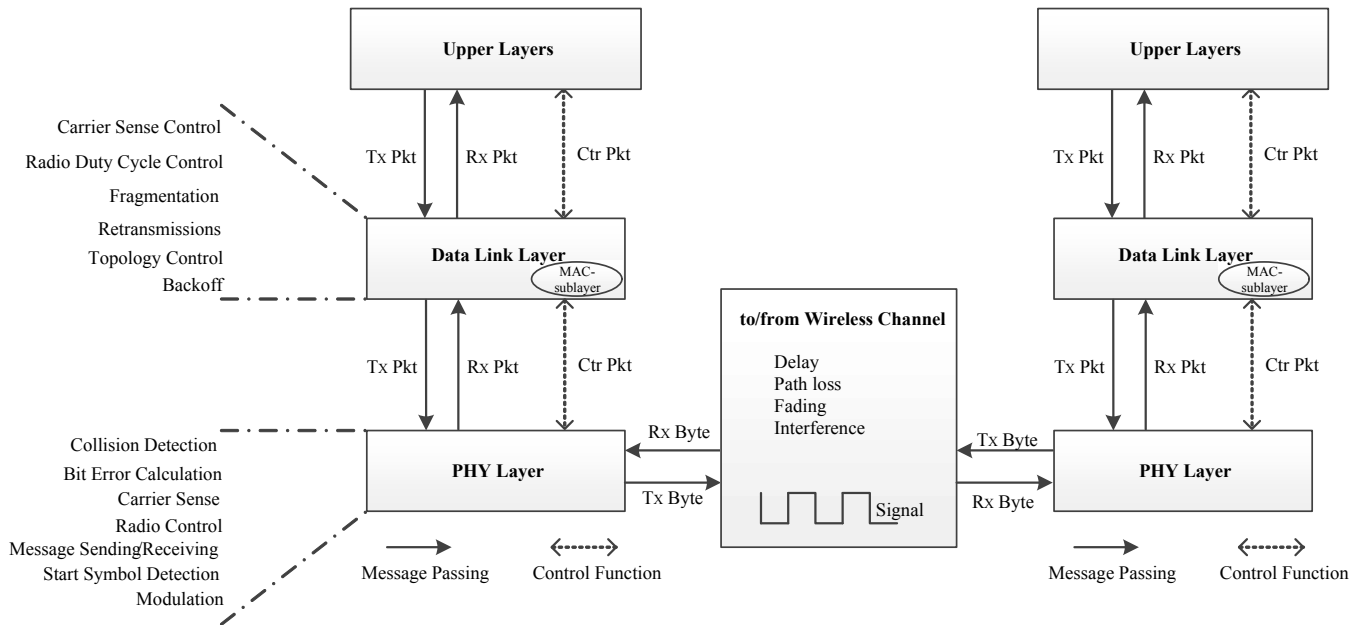 Upper Layers
Upper Layers
Carrier Sense Control
Radio Duty Cycle Control
Fragmentation
Retransmissions
Topology Control
Backoff
Tx Pkt
Rx Pkt
Ctr Pkt
Tx Pkt
Rx Pkt
Ctr Pkt
Data Link Layer
MAC-
sublayer
Data Link Layer
MAC-
sublayer
Tx Pkt
Rx Pkt
Ctr Pkt
to/from Wireless Channel
Delay
Path loss
Fading
Interference
Signal
Tx Pkt
Rx Pkt
Ctr Pkt
Collision Detection
Bit Error Calculation
Carrier Sense
Radio Control
Message Sending/Receiving
Start Symbol Detection
Modulation
PHY Layer
Rx Byte
Tx Byte
Tx Byte
Rx Byte
PHY Layer
Message Passing
Control Function
Message Passing
Control Function